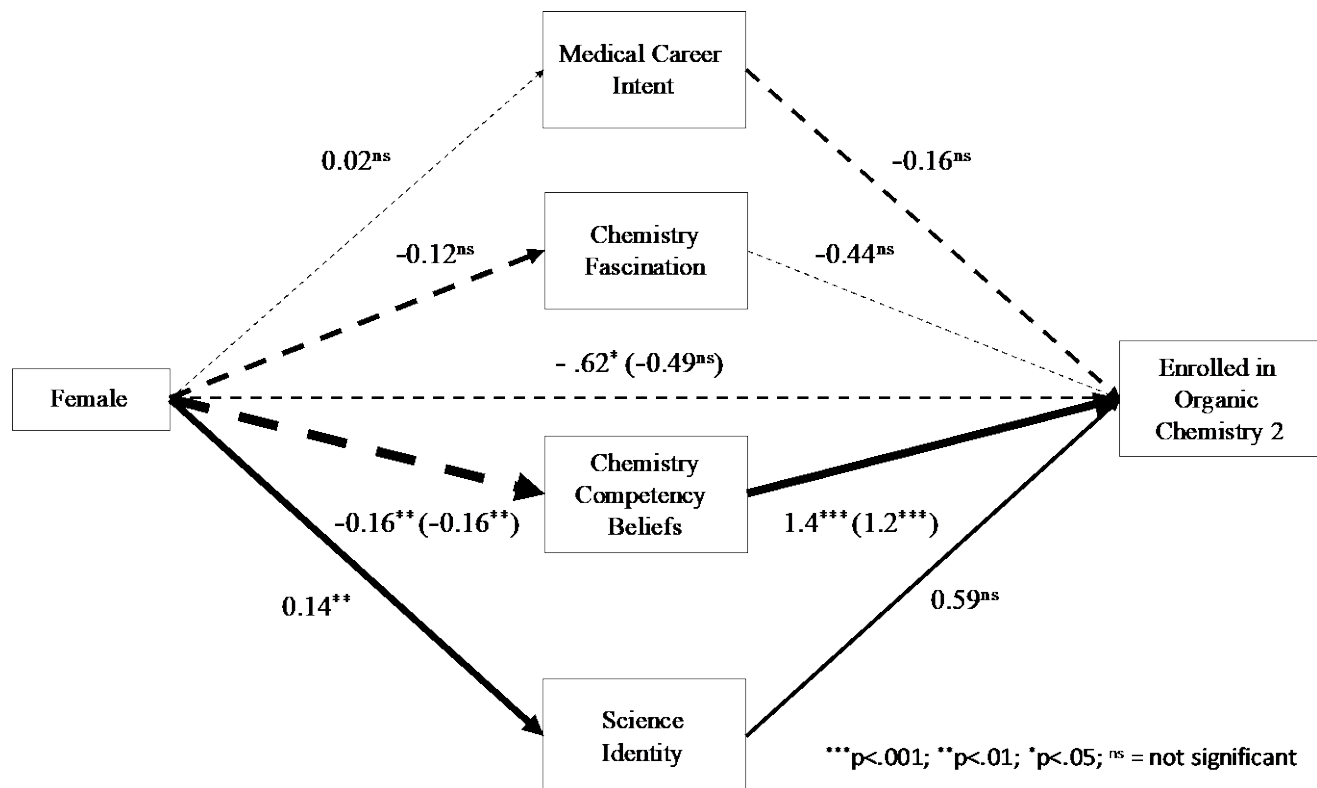 Medical Career
Intent
0.02ⁿˢ
-0.16ⁿˢ
Chemistry
Fascination
-0.12ⁿˢ
-0.44ⁿˢ
- .62* (-0.49ⁿˢ)
Female
Enrolled in
Organic
Chemistry 2
Chemistry
Competency
Beliefs
-0.16** (-0.16**)
1.4*** (1.2***)
0.14**
0.59ⁿˢ
Science
Identity
***p<.001; **p<.01; *p<.05; ⁿˢ = not significant